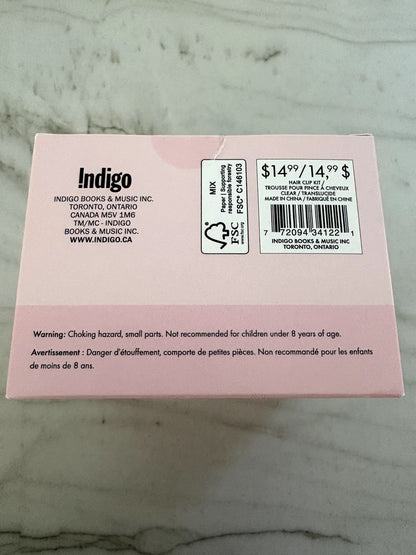 !ndigo
INDIGO BOOKS & MUSIC INC.
TORONTO, ONTARIO
CANADA M5V 1M6
TM/MC - INDIGO
BOOKS & MUSIC INC.
WWW.INDIGO.CA
MIX
Paper | Supporting
responsible forestry
FSC® C146103
FSC
www.fsc.org
$14⁹⁹/14,⁹⁹ $
HAIR CLIP KIT /
TROUSSE POUR PINCE À CHEVEUX
CLEAR / TRANSLUCIDE
MADE IN CHINA / FABRIQUÉ EN CHINE
7 72094 34122 1
INDIGO BOOKS & MUSIC INC
TORONTO, ONTARIO
Warning: Choking hazard, small parts. Not recommended for children under 8 years of age.
Avertissement : Danger d'étouffement, comporte de petites pièces. Non recommandé pour les enfants
de moins de 8 ans.